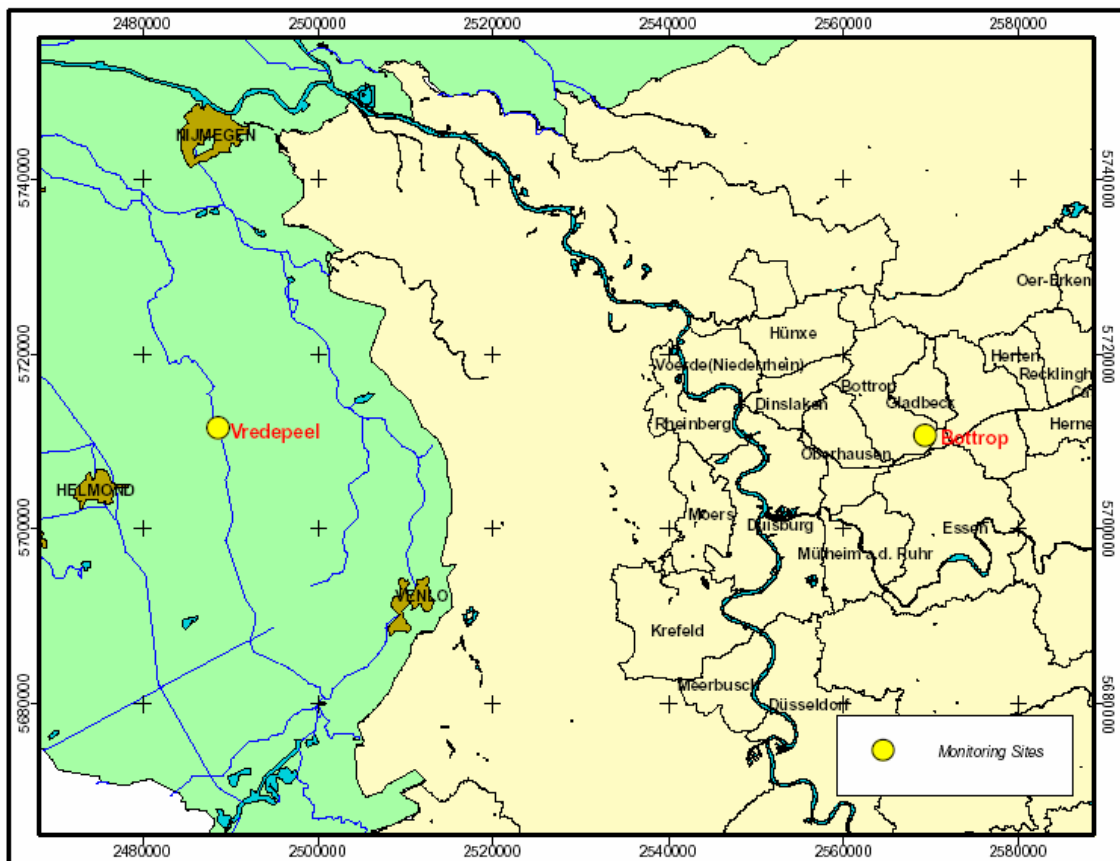 2480000 2500000 2520000 2540000 2560000 2580000
NIJMEGEN
5740000
5740000
Oer-Erken
Hünxe
5720000
5720000
Voerde(Niederrhein)
Herten
Recklingh
Bottrop
Ca
Dinslaken
Gladbeck
Rheinberg
Herne
Vredepeel
Bottrop
Oberhausen
HELMOND
Moers
Duisburg
Essen
5700000
5700000
Mülheim a.d. Ruhr
VENLO
Krefeld
Meerbusch
5680000
5680000
Düsseldorf
Monitoring Sites
2480000 2500000 2520000 2540000 2560000 2580000